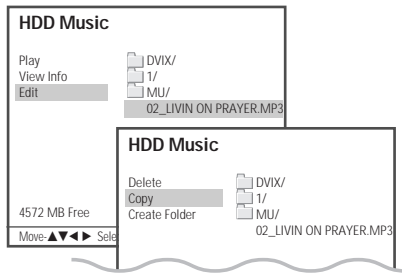 HDD Music
Play
View Info
Edit
DVIX/
1/
MU/
02_LIVIN ON PRAYER.MP3
4572 MB Free
Move-▲▼◀ ▶ Sele
HDD Music
Delete
Copy
Create Folder
DVIX/
1/
MU/
02_LIVIN ON PRAYER.MP3